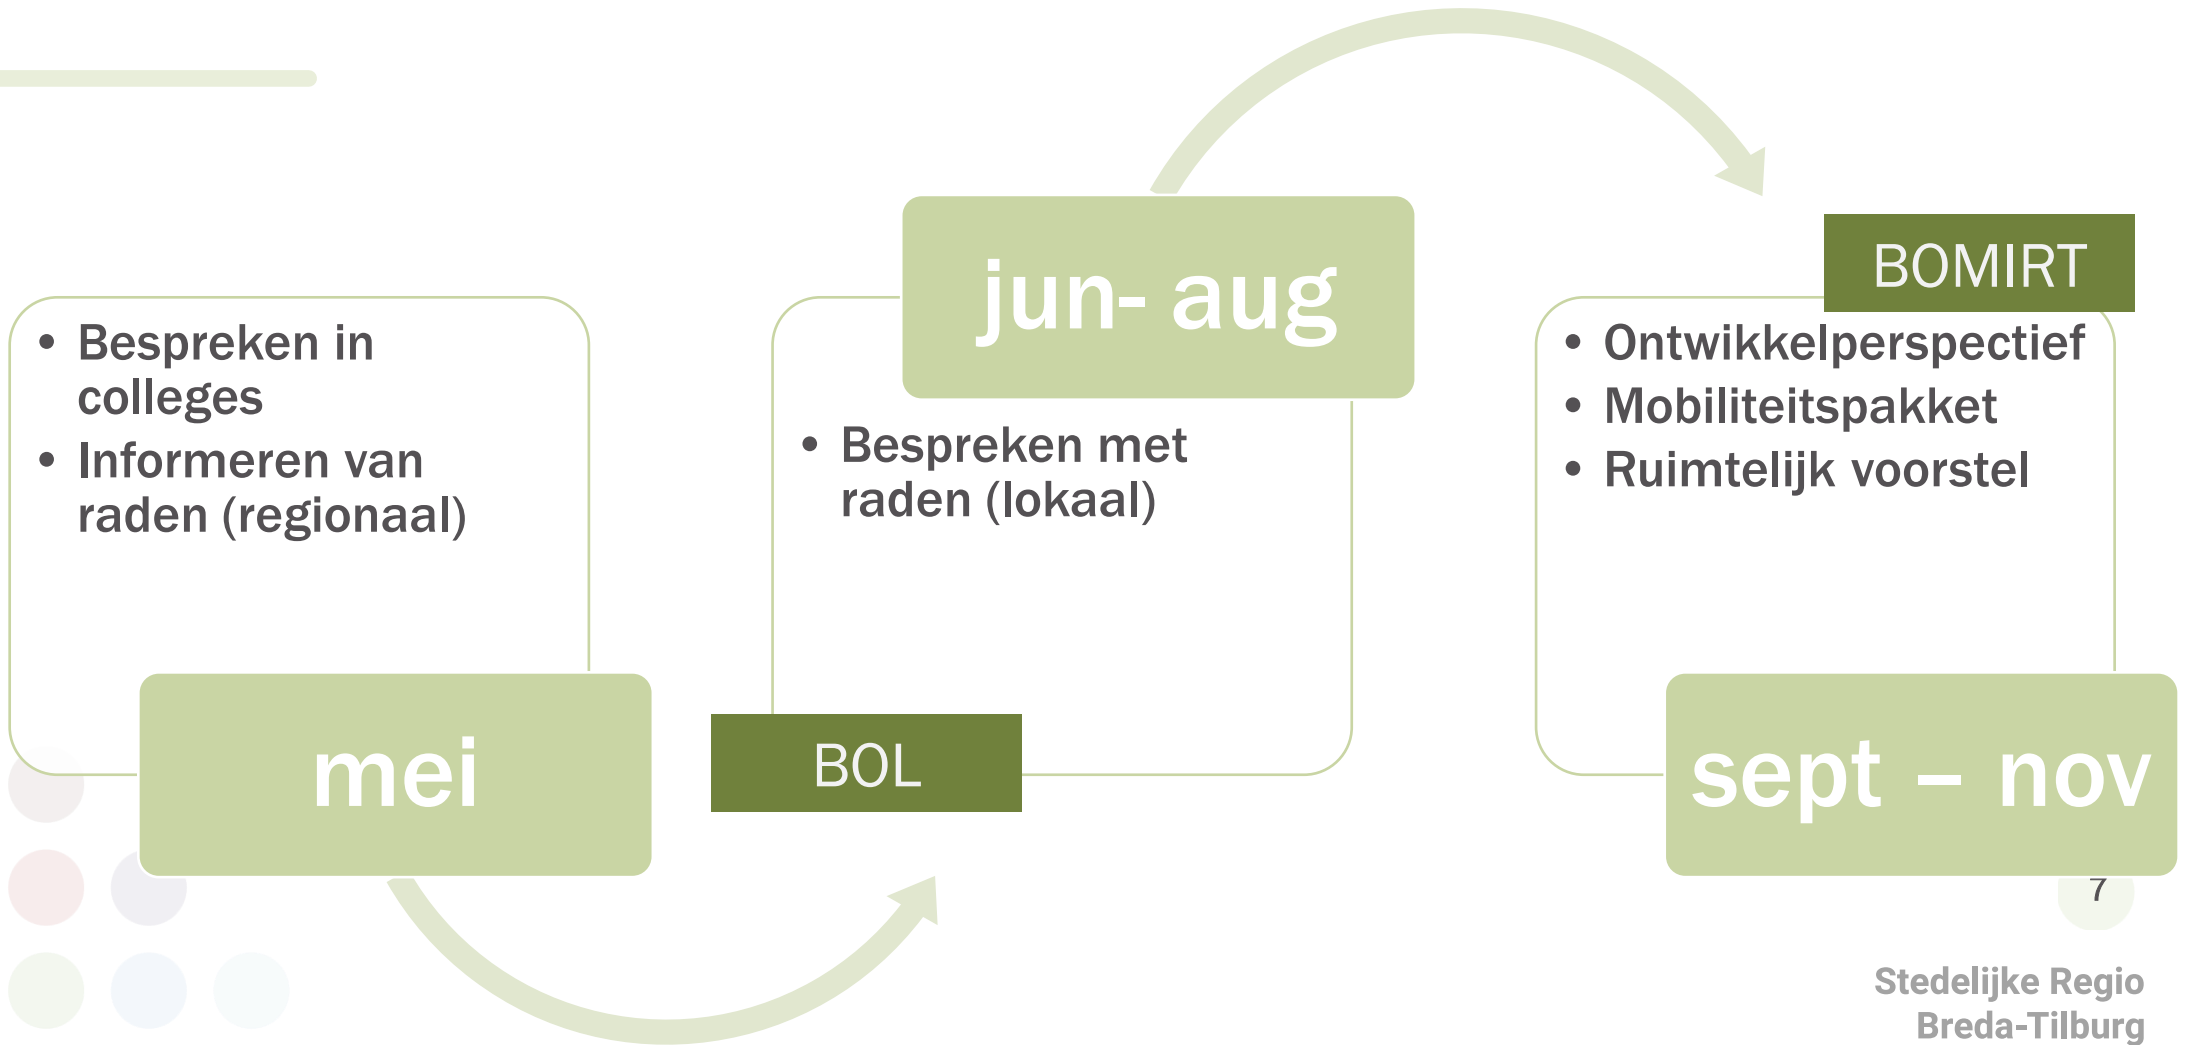 • Bespreken in
colleges
• Informeren van
raden (regionaal)
mei
jun- aug
• Bespreken met
raden (lokaal)
BOL
BOMIRT
• Ontwikkelperspectief
• Mobiliteitspakket
• Ruimtelijk voorstel
sept – nov
7
Stedelijke Regio
Breda-Tilburg